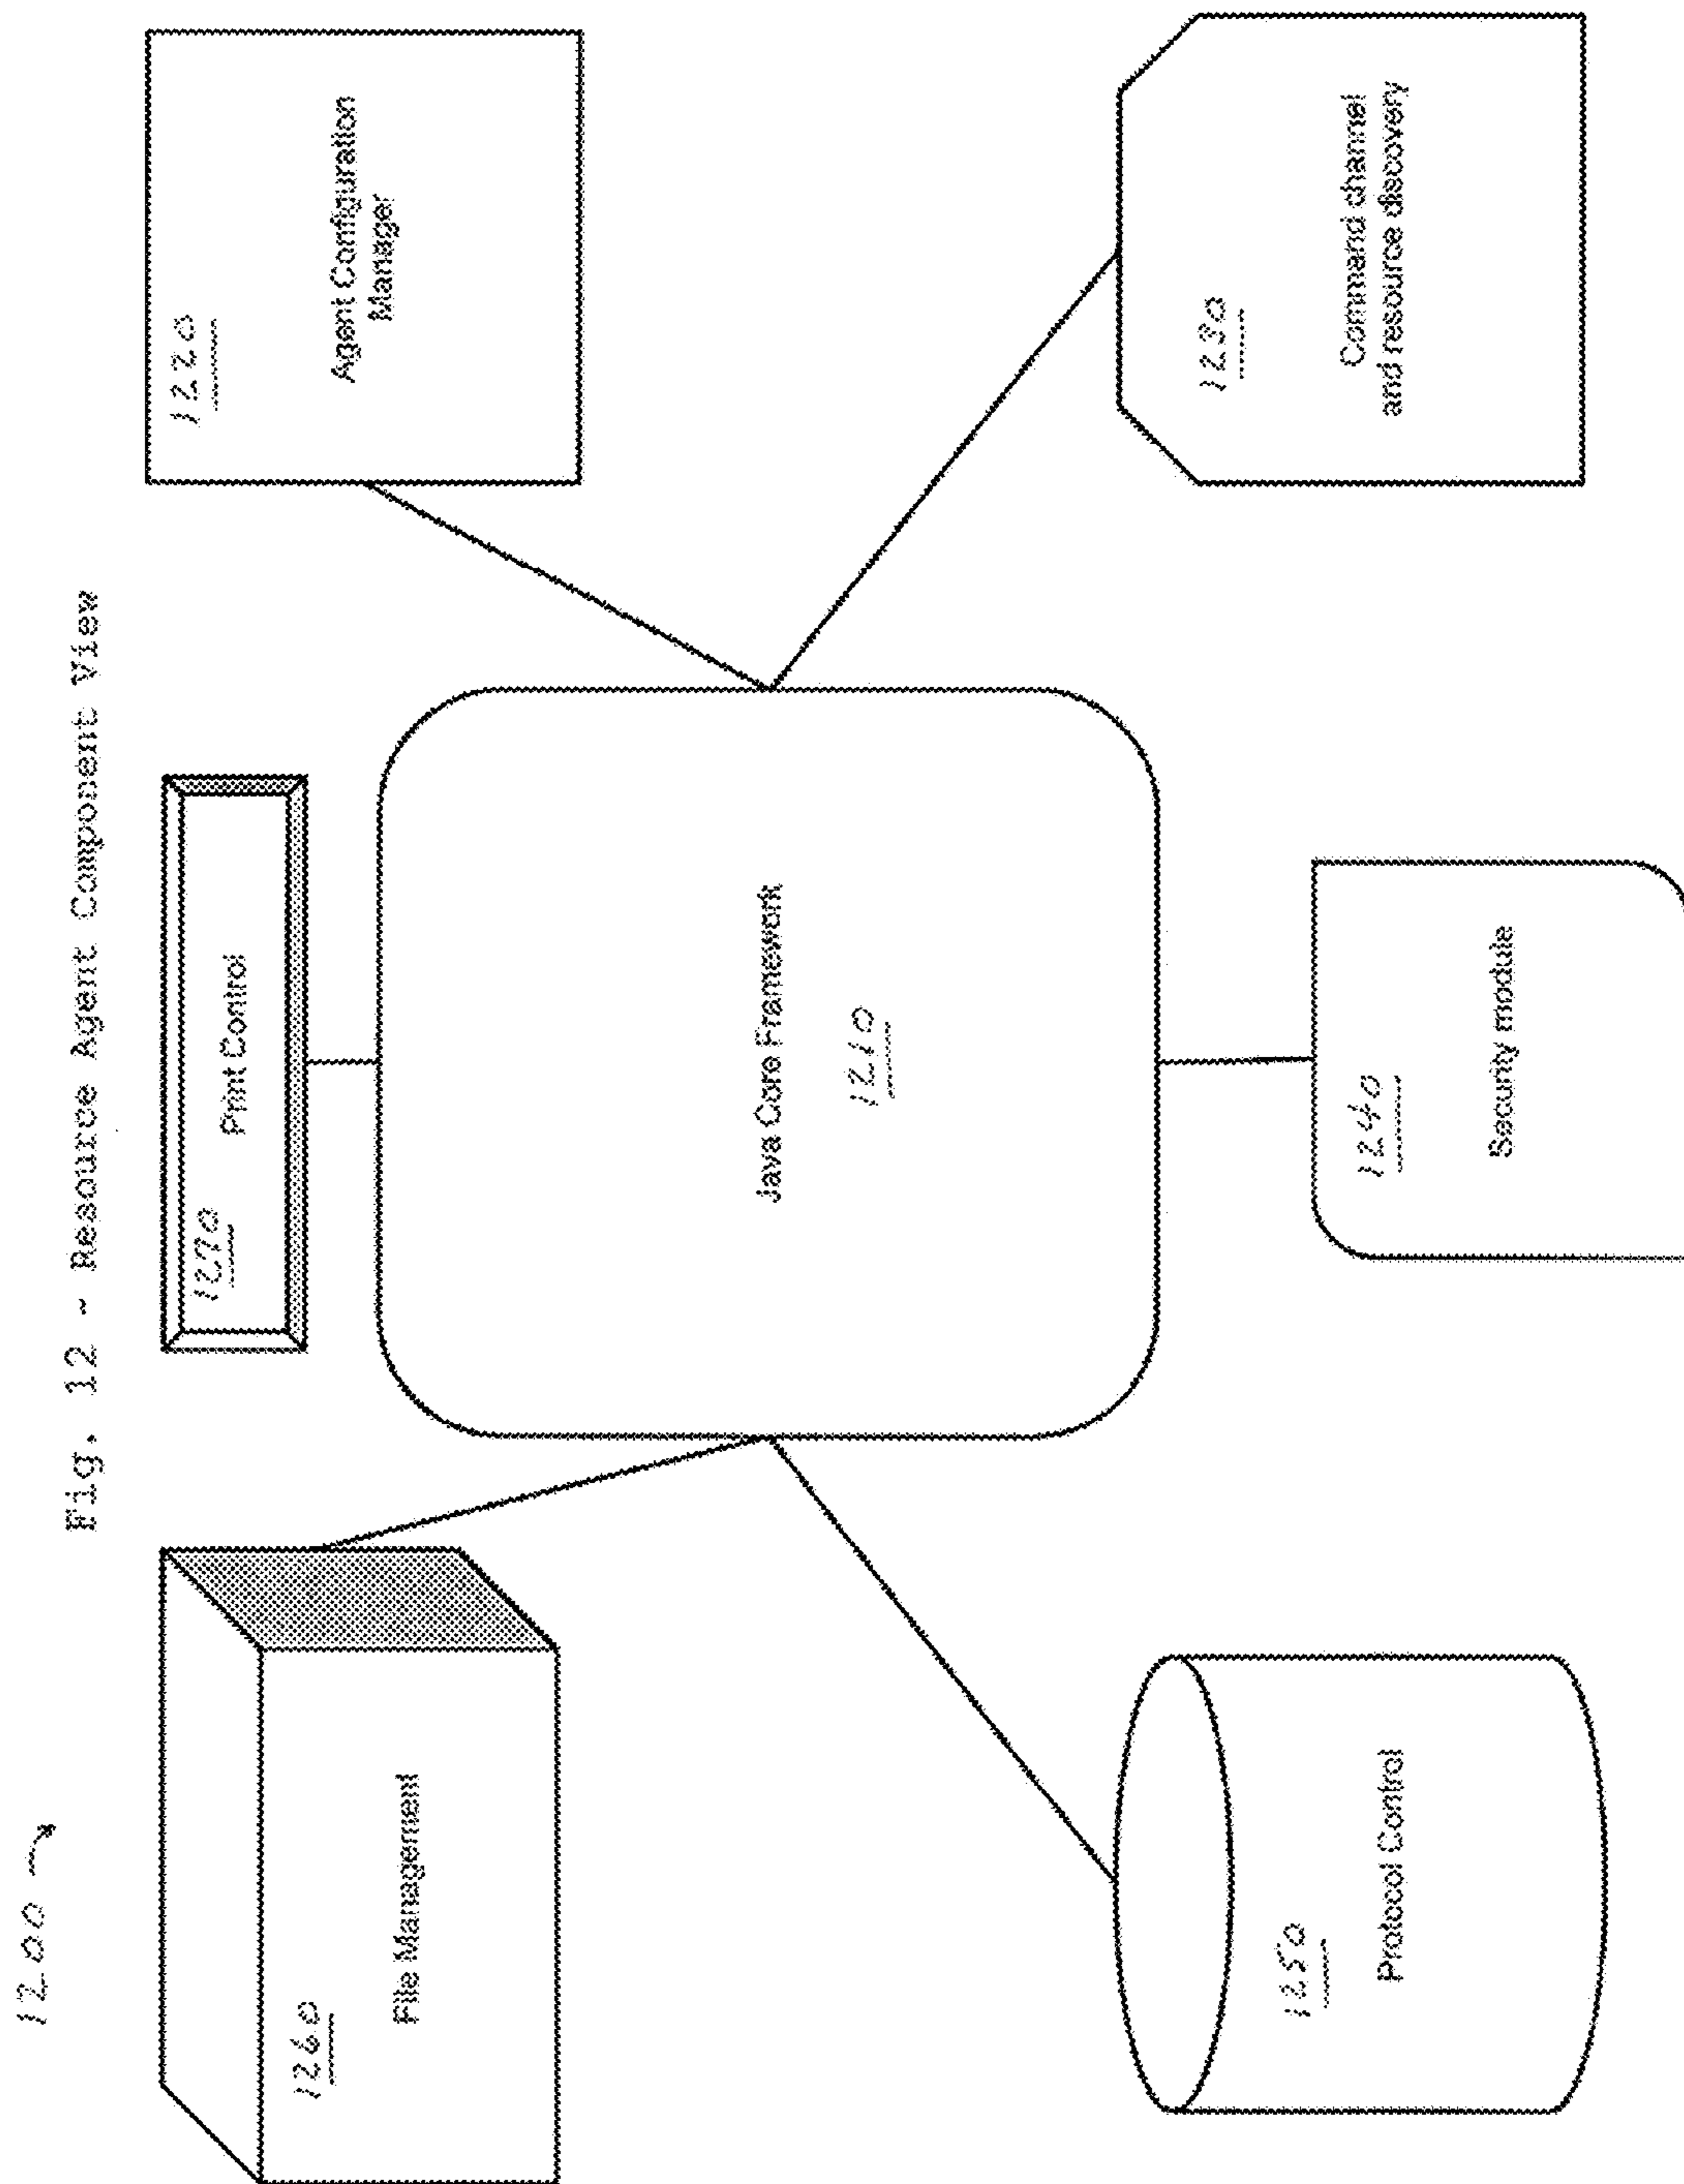 1200
Fig. 12 - Resource Agent Component View
1260
File Management
1270
Print Control
1220
Agent Configuration
Manager
Java Core Framework
1210
1250
Protocol Control
1240
Security module
1230
Command channel
and resource discovery